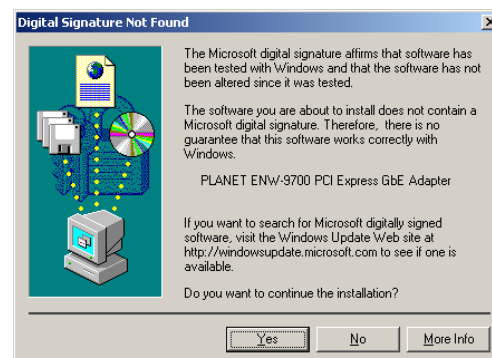 Digital Signature Not Found
The Microsoft digital signature affirms that software has
been tested with Windows and that the software has not
been altered since it was tested.
The software you are about to install does not contain a
Microsoft digital signature. Therefore, there is no
guarantee that this software works correctly with
Windows.
PLANET ENW-9700 PCI Express GbE Adapter
If you want to search for Microsoft digitally signed
software, visit the Windows Update Web site at
http://windowsupdate.microsoft.com to see if one is
available.
Do you want to continue the installation?
Yes No More Info